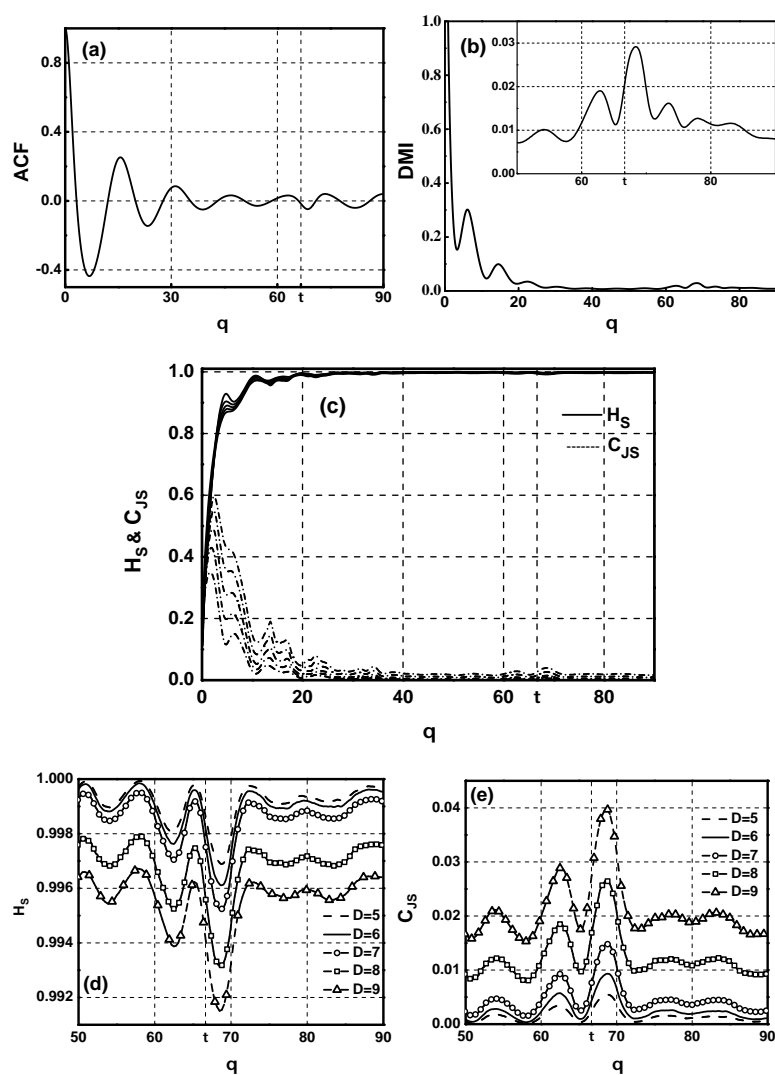 (a)
ACF
0.8
0.4
0.0
-0.4
0
30
60
t
90
q
(b)
DMI
1.0
0.8
0.6
0.4
0.2
0.0
0
20
40
60
80
q
0.03
0.02
0.01
0.00
60
t
80
(c)
H_S & C_JS
1.0
0.8
0.6
0.4
0.2
0.0
0
20
40
60
t
80
q
H_S
C_JS
(d)
H_S
1.000
0.998
0.996
0.994
0.992
50
60
t
70
80
90
q
D=5
D=6
D=7
D=8
D=9
(e)
C_JS
0.04
0.03
0.02
0.01
0.00
50
60
t
70
80
90
q
D=5
D=6
D=7
D=8
D=9